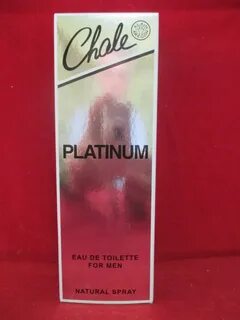 Chale
PLATINUM
EAU DE TOILETTE
FOR MEN
NATURAL SPRAY